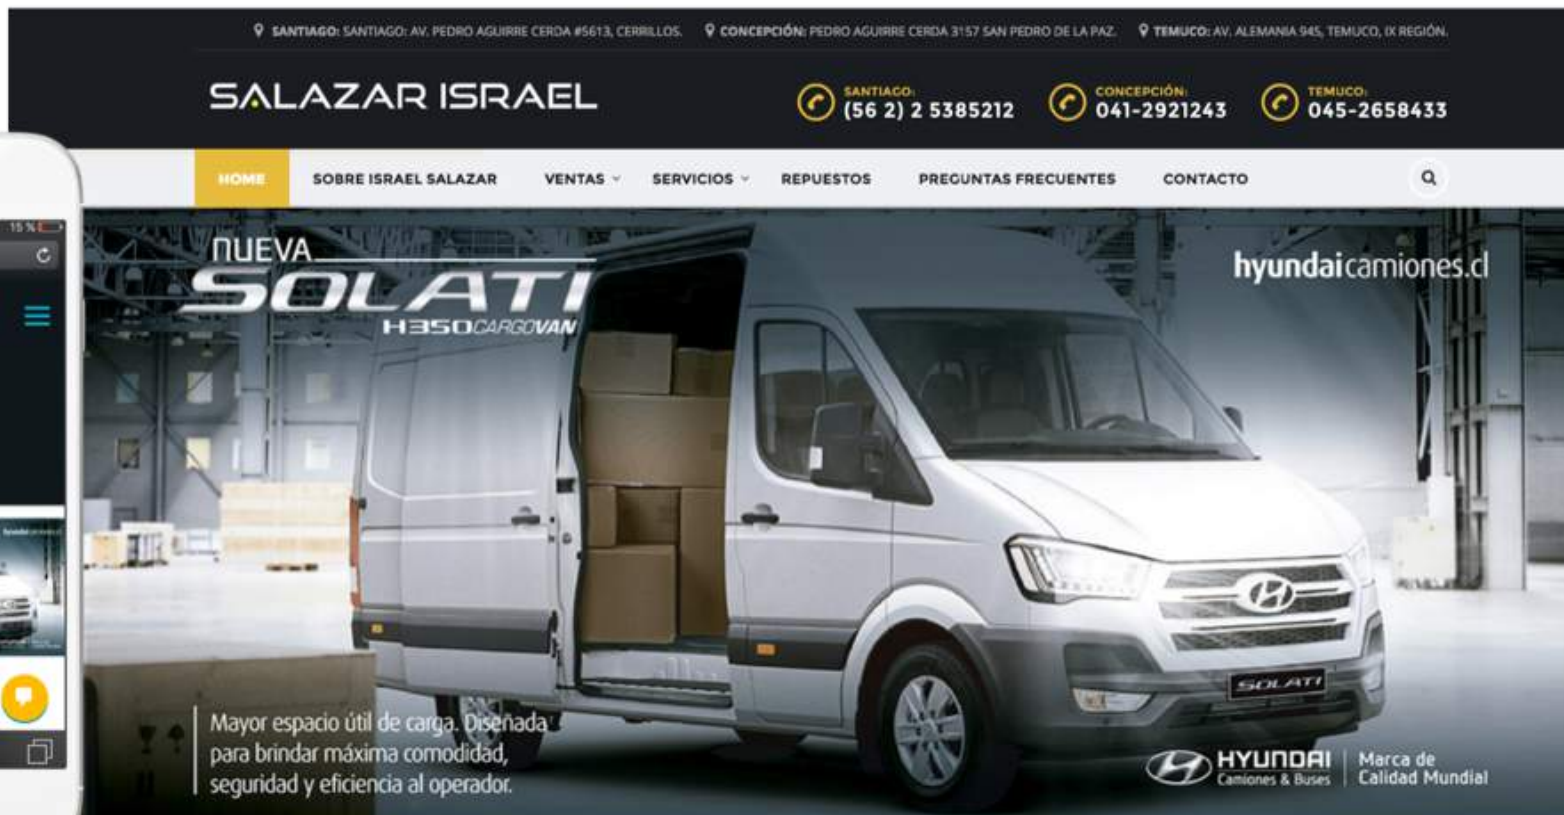 SANTIAGO: SANTIAGO: AV. PEDRO AGUIRRE CERDA #5613, CERRILLOS. CONCEPCIÓN: PEDRO AGUIRRE CERDA 3157 SAN PEDRO DE LA PAZ. TEMUCO: AV. ALEMANIA 945, TEMUCO, IX REGIÓN.
SALAZAR ISRAEL
SANTIAGO: CONCEPCIÓN: TEMUCO:
(56 2) 2 5385212 041-2921243 045-2658433
HOME SOBRE ISRAEL SALAZAR VENTAS SERVICIOS REPUESTOS PREGUNTAS FRECUENTES CONTACTO
15 %
NUEVA
SOLATI
H350CARGOVAN
hyundaicamiones.cl
SOLATI
Mayor espacio útil de carga. Diseñada
para brindar máxima comodidad,
seguridad y eficiencia al operador.
HYUNDAI
Camiones & Buses
Marca de
Calidad Mundial